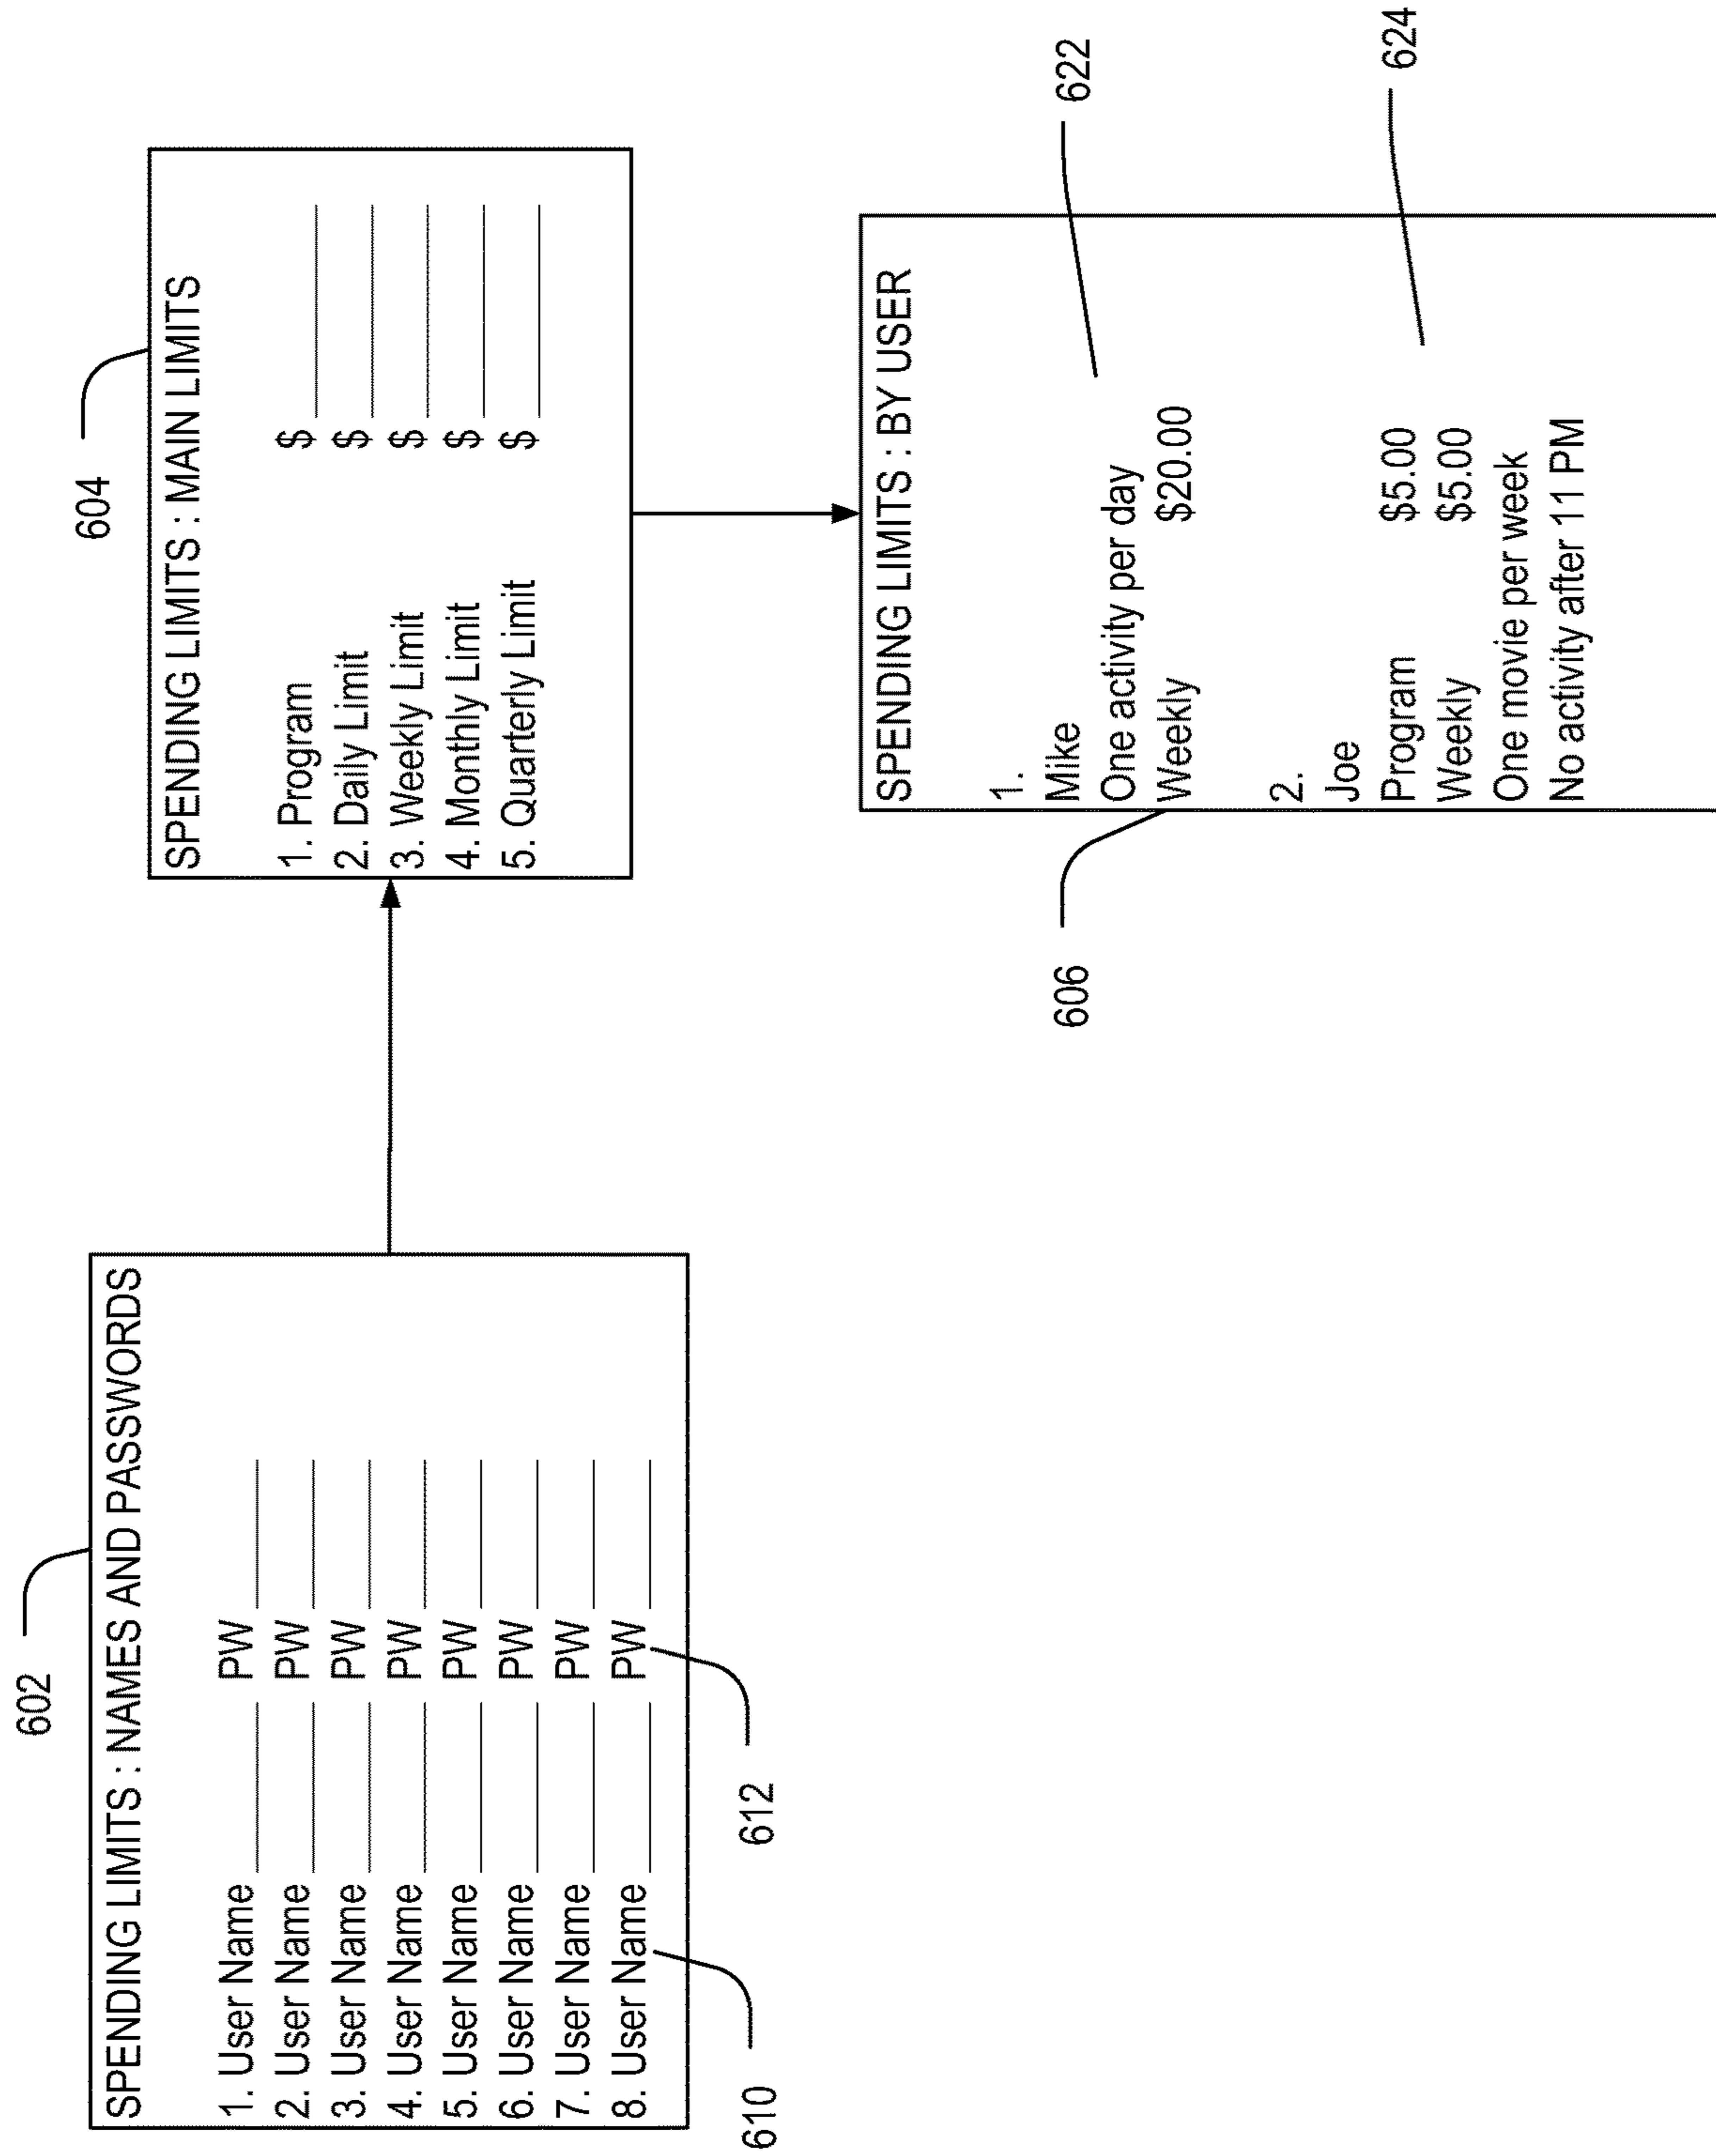 602
SPENDING LIMITS : NAMES AND PASSWORDS
1. User Name PW
2. User Name PW
3. User Name PW
4. User Name PW
5. User Name PW
6. User Name PW
7. User Name PW
8. User Name PW
610
612
604
SPENDING LIMITS : MAIN LIMITS
1. Program $
2. Daily Limit $
3. Weekly Limit $
4. Monthly Limit $
5. Quarterly Limit $
606
SPENDING LIMITS : BY USER
1.
Mike
One activity per day
Weekly $20.00
622
2.
Joe
Program $5.00
Weekly $5.00
One movie per week
No activity after 11 PM
624